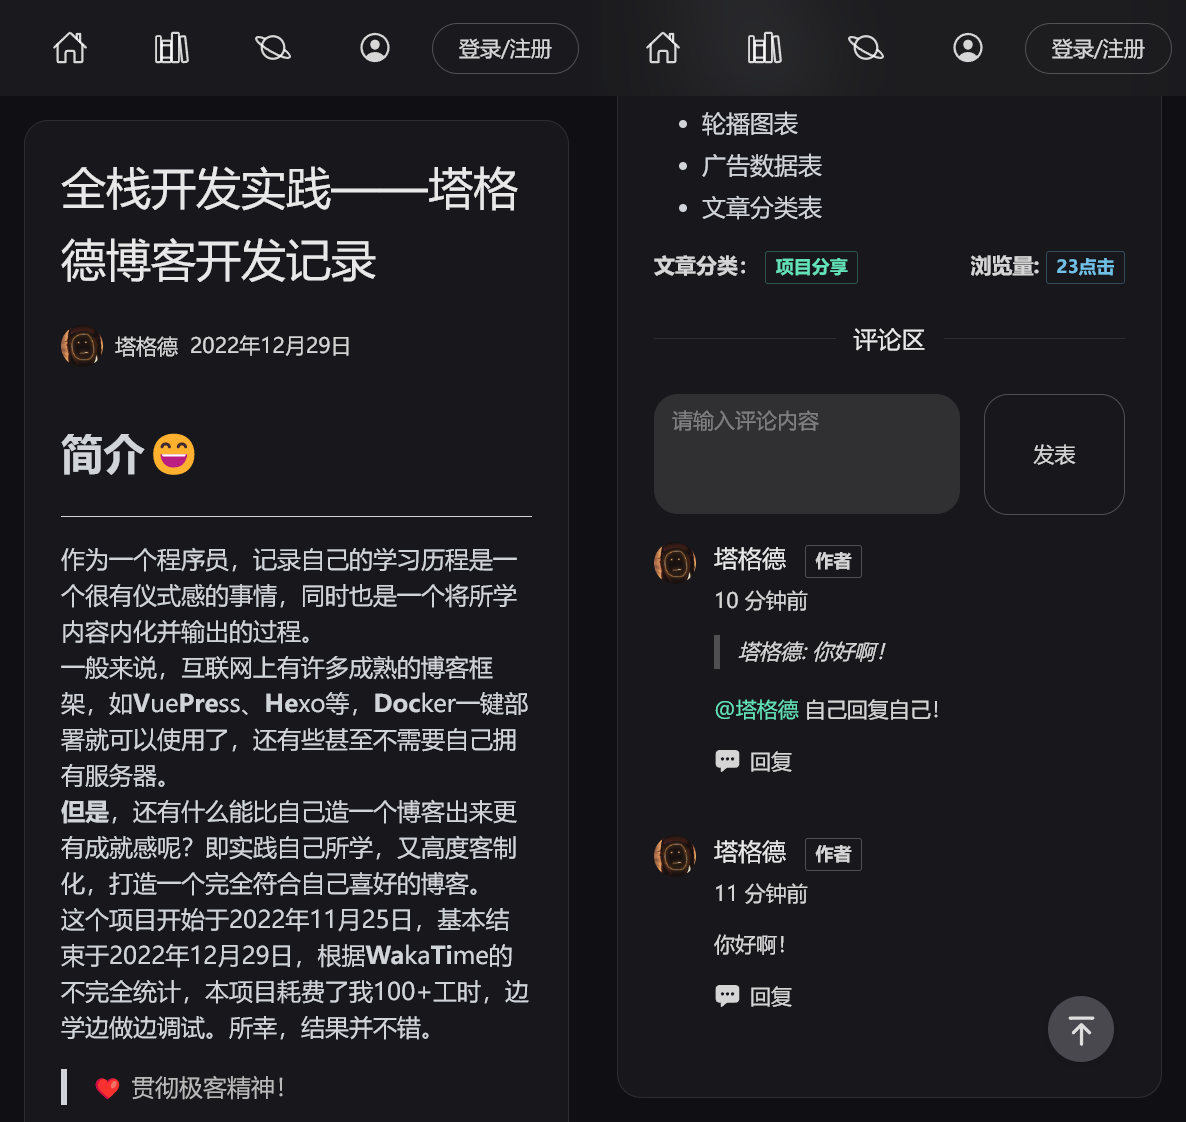 登录/注册
全栈开发实践——塔格
德博客开发记录
塔格德 2022年12月29日
简介😄
作为一个程序员，记录自己的学习历程是一
个很有仪式感的事情，同时也是一个将所学
内容内化并输出的过程。
一般来说，互联网上有许多成熟的博客框
架，如VuePress、Hexo等，Docker一键部
署就可以使用了，还有些甚至不需要自己拥
有服务器。
但是，还有什么能比自己造一个博客出来更
有成就感呢？即实践自己所学，又高度客制
化，打造一个完全符合自己喜好的博客。
这个项目开始于2022年11月25日，基本结
束于2022年12月29日，根据WakaTime的
不完全统计，本项目耗费了我100+工时，边
学边做边调试。所幸，结果并不错。
❤️ 贯彻极客精神！
登录/注册
• 轮播图表
• 广告数据表
• 文章分类表
文章分类： 项目分享 浏览量: 23点击
评论区
请输入评论内容
发表
塔格德 作者
10 分钟前
塔格德: 你好啊！
@塔格德 自己回复自己！
回复
塔格德 作者
11 分钟前
你好啊！
回复